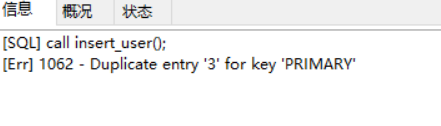 信息 概况 状态
[SQL] call insert_user();
[Err] 1062 - Duplicate entry '3' for key 'PRIMARY'